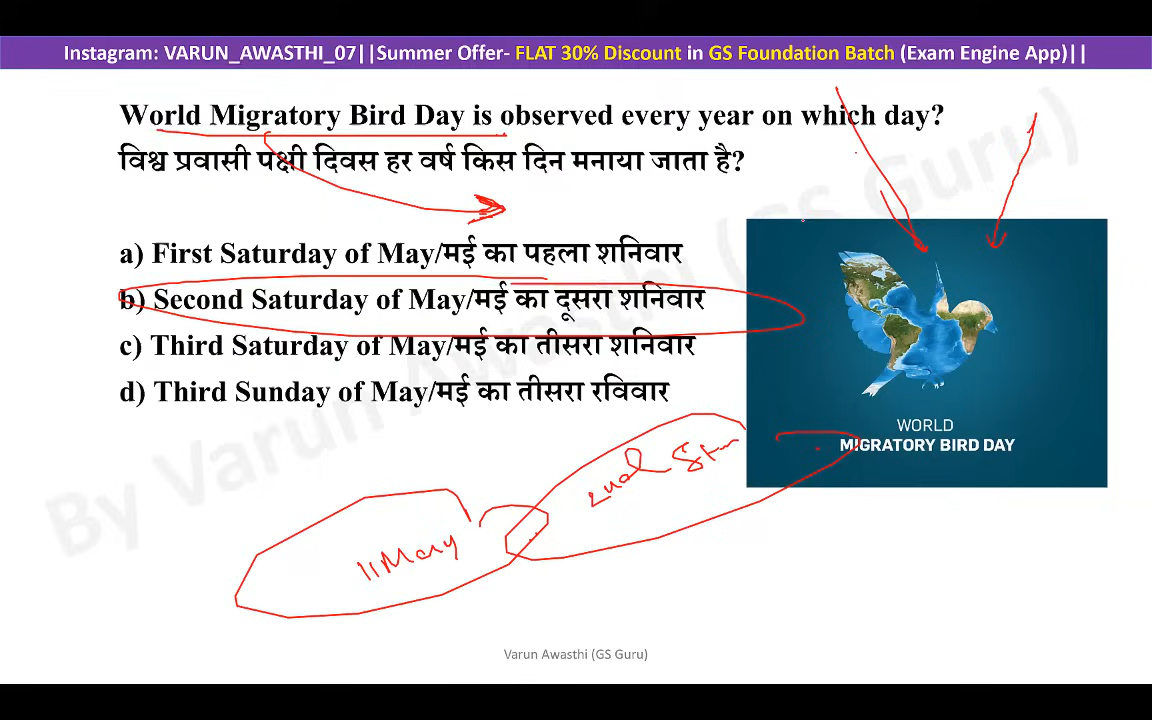 Instagram: VARUN_AWASTHI_07||Summer Offer- FLAT 30% Discount in GS Foundation Batch (Exam Engine App)||
World Migratory Bird Day is observed every year on which day?
विश्व प्रवासी पक्षी दिवस हर वर्ष किस दिन मनाया जाता है?
a) First Saturday of May/मई का पहला शनिवार
b) Second Saturday of May/मई का दूसरा शनिवार
c) Third Saturday of May/मई का तीसरा शनिवार
d) Third Sunday of May/मई का तीसरा रविवार
WORLD
MIGRATORY BIRD DAY
2nd
11 May
By Varun Awasthi (GS Guru)
Varun Awasthi (GS Guru)